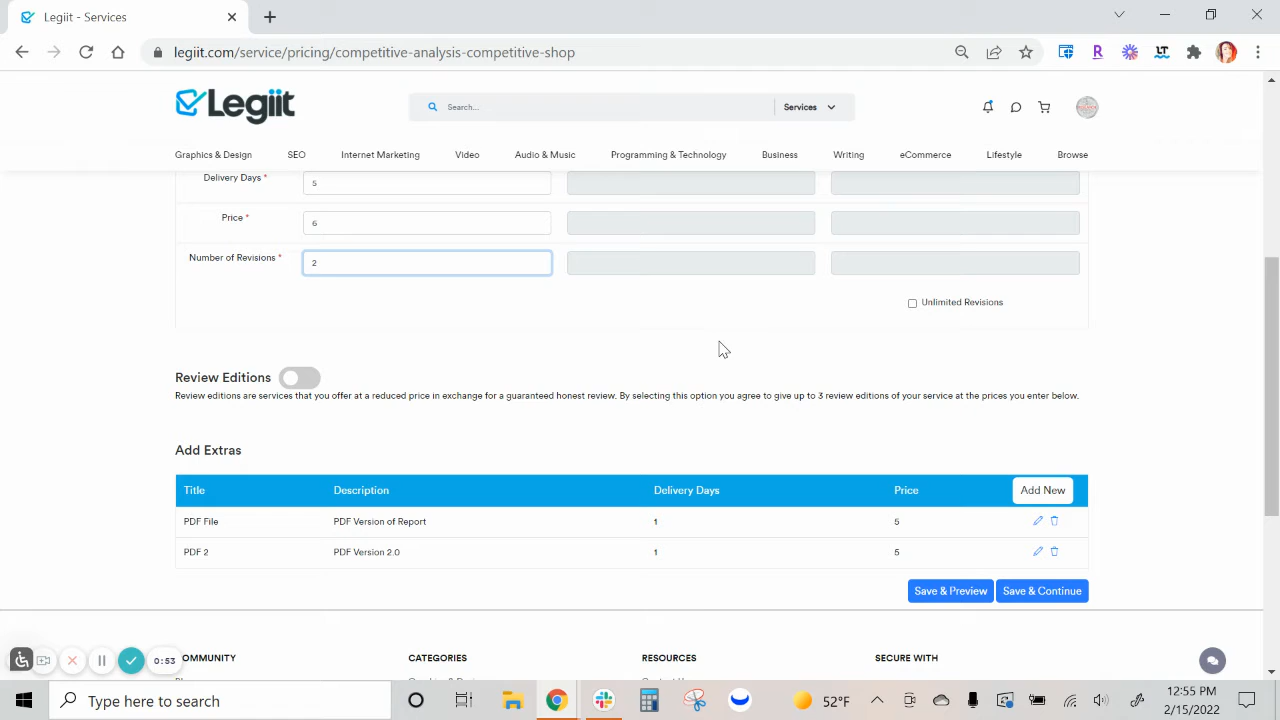 Legiit - Services
legiit.com/service/pricing/competitive-analysis-competitive-shop
Legiit
Search...
Services
Graphics & Design SEO Internet Marketing Video Audio & Music Programming & Technology Business Writing eCommerce Lifestyle Browse
Delivery Days * 5
Price * 6
Number of Revisions * 2
Unlimited Revisions
Review Editions
Review editions are services that you offer at a reduced price in exchange for a guaranteed honest review. By selecting this option you agree to give up to 3 review editions of your service at the prices you enter below.
Add Extras
Title Description Delivery Days Price Add New
PDF File PDF Version of Report 1 5
PDF 2 PDF Version 2.0 1 5
Save & Preview Save & Continue
0:53
OMMUNITY CATEGORIES RESOURCES SECURE WITH
Type here to search
52°F
12:55 PM
2/15/2022